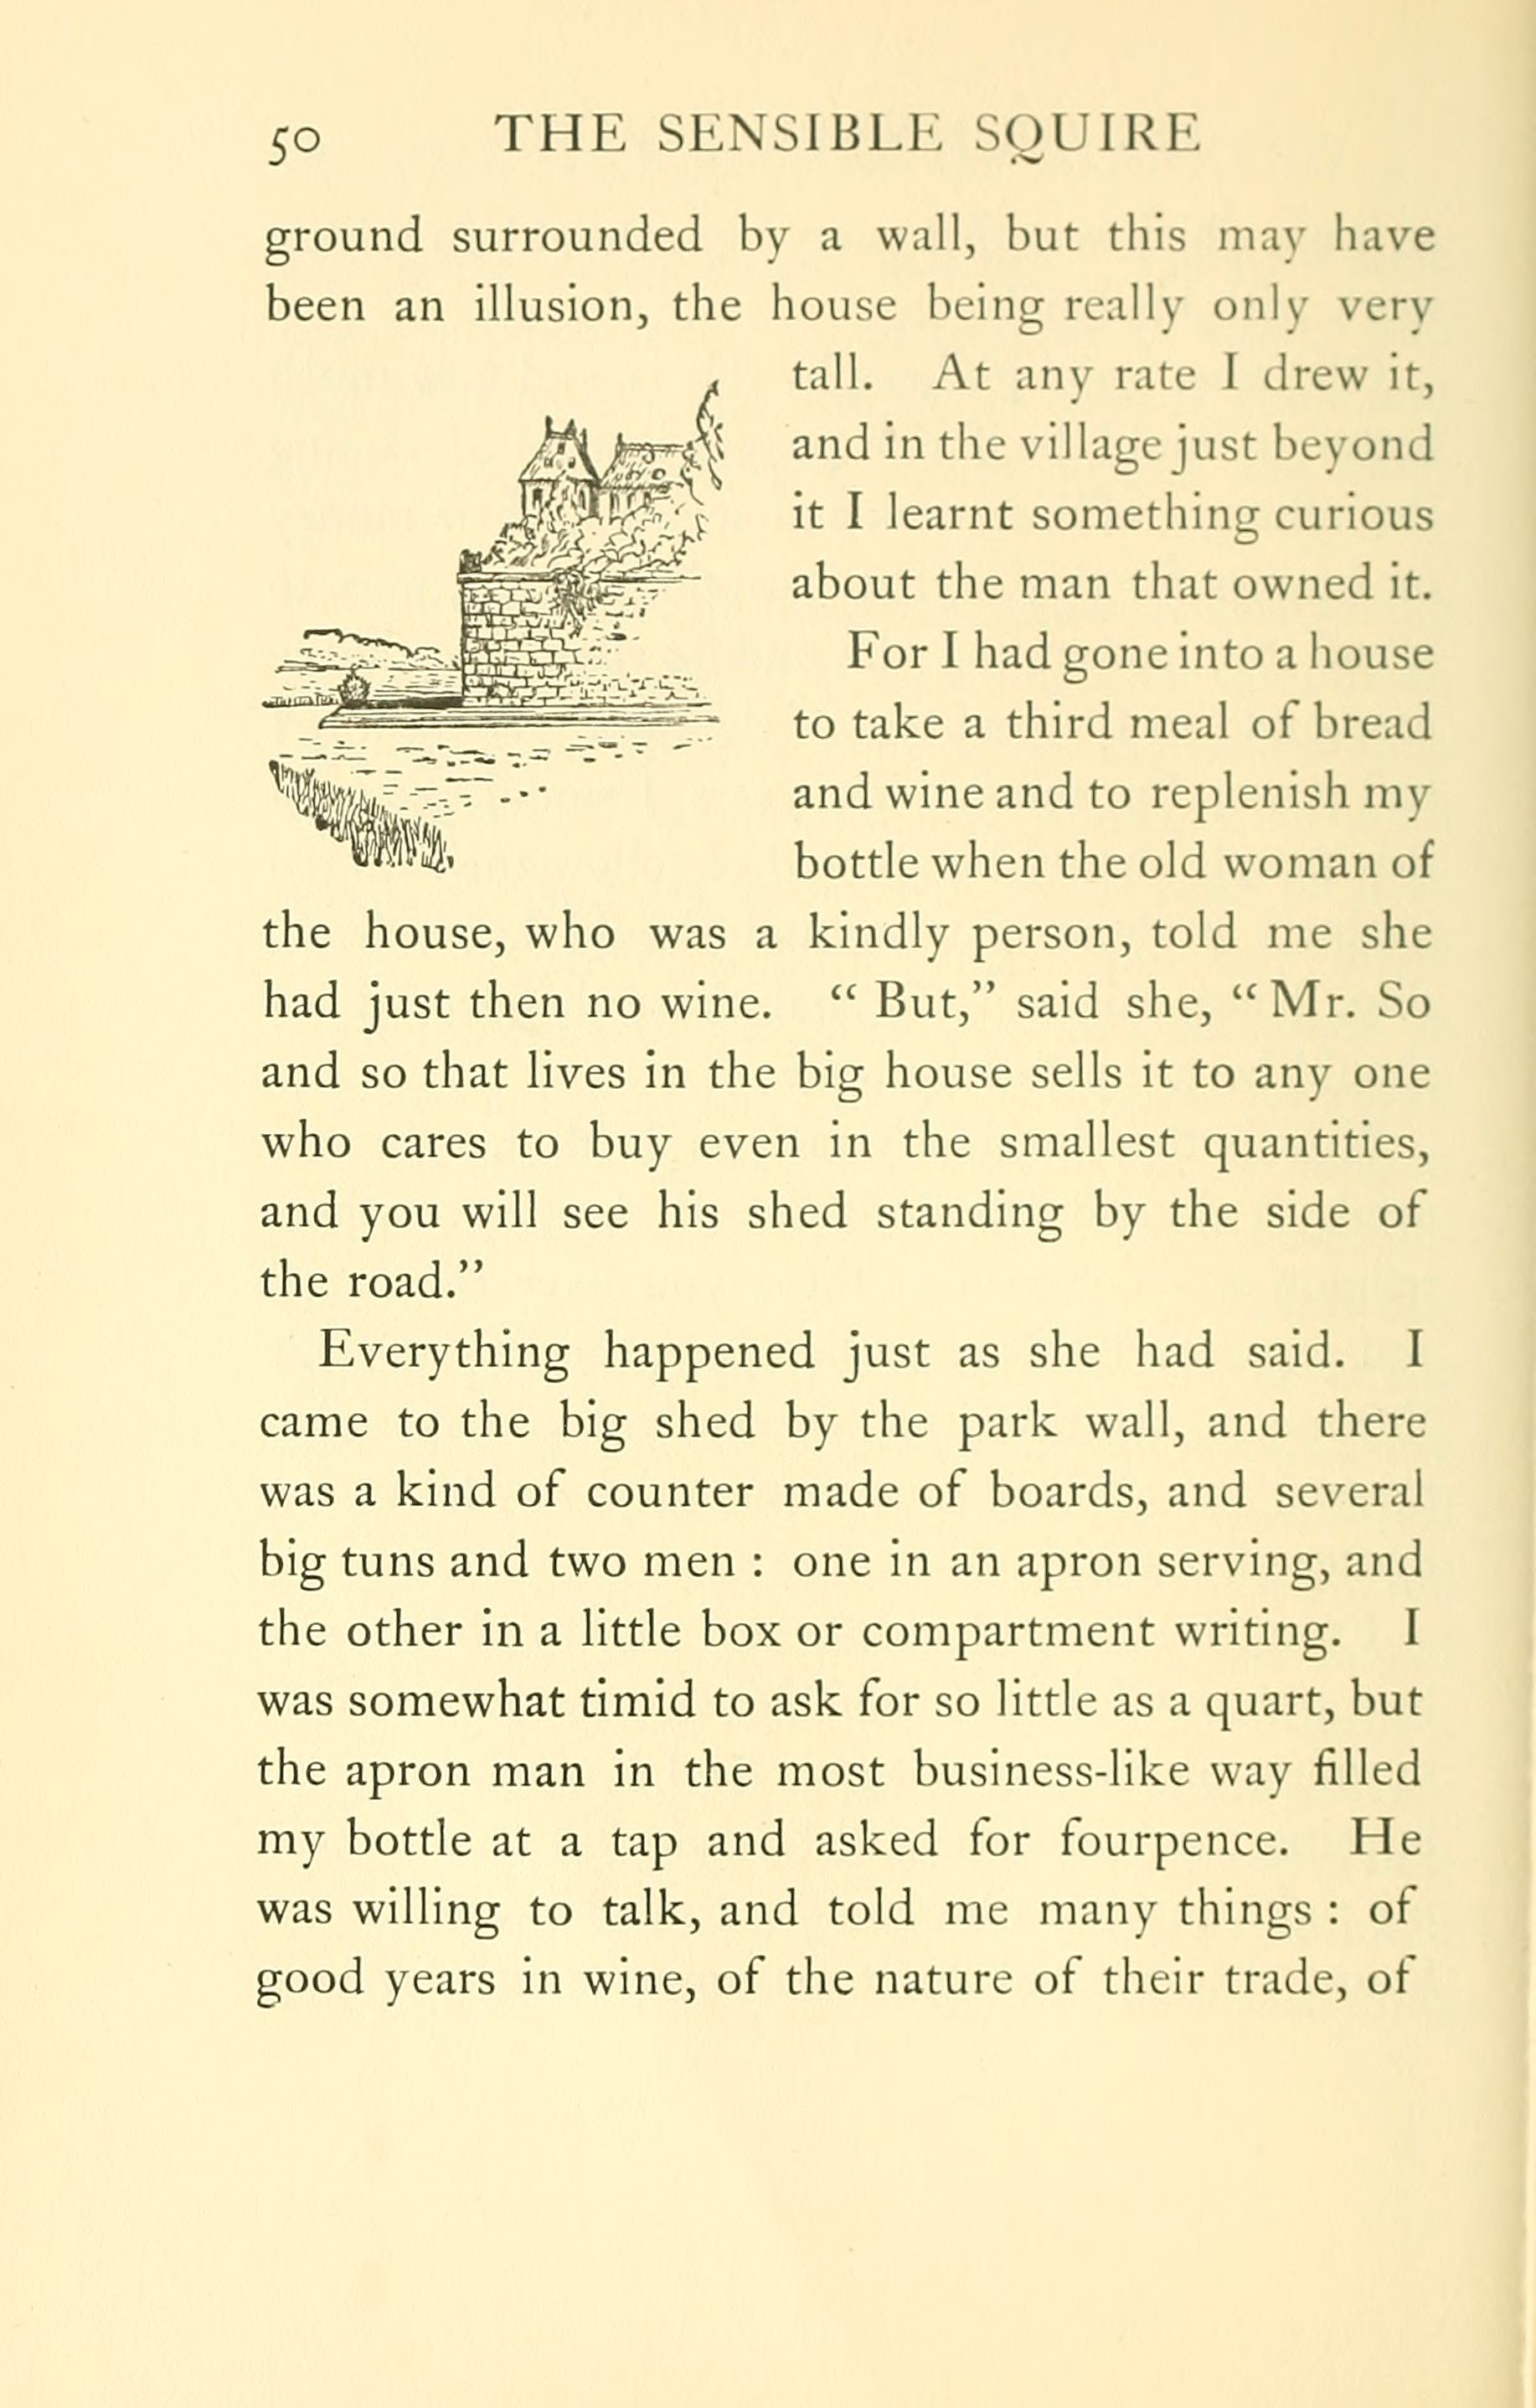 50 THE SENSIBLE SQUIRE
ground surrounded by a wall, but this may have
been an illusion, the house being really only very
tall. At any rate I drew it,
and in the village just beyond
it I learnt something curious
about the man that owned it.
For I had gone into a house
to take a third meal of bread
and wine and to replenish my
bottle when the old woman of
the house, who was a kindly person, told me she
had just then no wine. “ But,” said she, “ Mr. So
and so that lives in the big house sells it to any one
who cares to buy even in the smallest quantities,
and you will see his shed standing by the side of
the road.”
Everything happened just as she had said. I
came to the big shed by the park wall, and there
was a kind of counter made of boards, and several
big tuns and two men : one in an apron serving, and
the other in a little box or compartment writing. I
was somewhat timid to ask for so little as a quart, but
the apron man in the most business-like way filled
my bottle at a tap and asked for fourpence. He
was willing to talk, and told me many things : of
good years in wine, of the nature of their trade, of